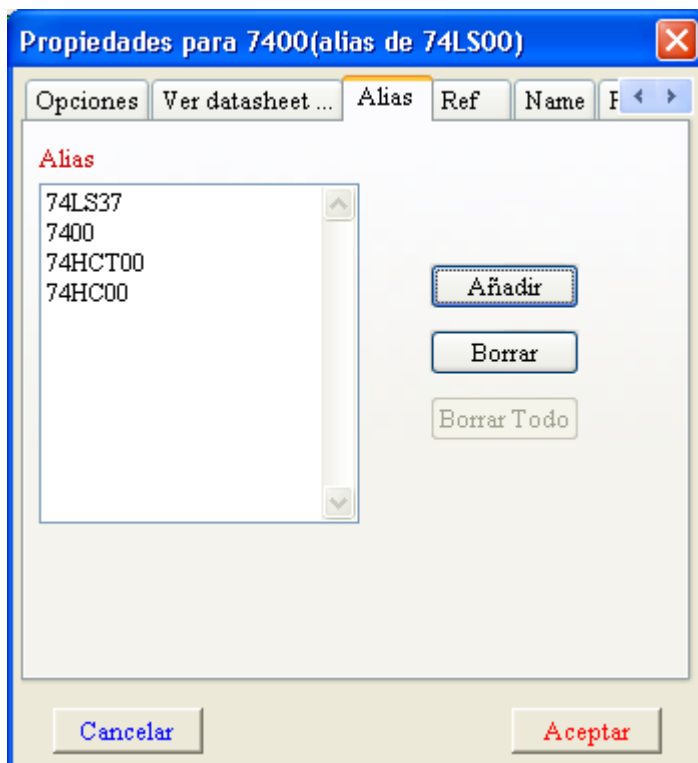 Propiedades para 7400(alias de 74LS00)
Opciones Ver datasheet ... Alias Ref Name
Alias
74LS37
7400
74HCT00
74HC00
Añadir
Borrar
Borrar Todo
Cancelar Aceptar